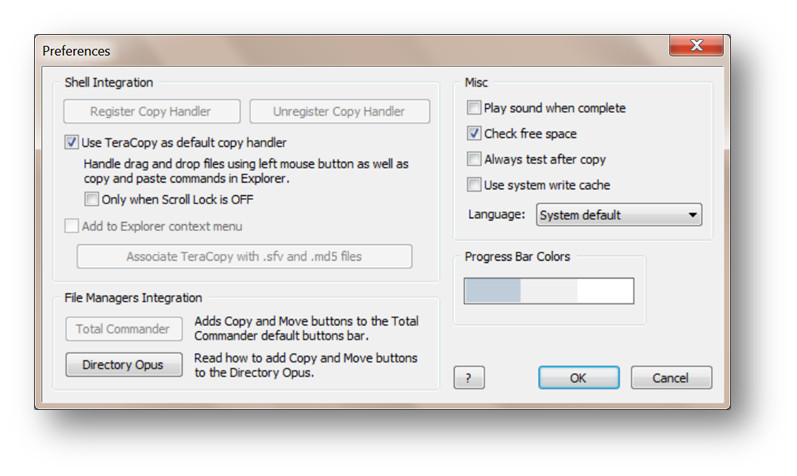 Preferences
Shell Integration
Register Copy Handler
Unregister Copy Handler
Use TeraCopy as default copy handler
Handle drag and drop files using left mouse button as well as
copy and paste commands in Explorer.
Only when Scroll Lock is OFF
Add to Explorer context menu
Associate TeraCopy with .sfv and .md5 files
File Managers Integration
Total Commander
Adds Copy and Move buttons to the Total
Commander default buttons bar.
Directory Opus
Read how to add Copy and Move buttons
to the Directory Opus.
Misc
Play sound when complete
Check free space
Always test after copy
Use system write cache
Language:
System default
Progress Bar Colors
?
OK
Cancel